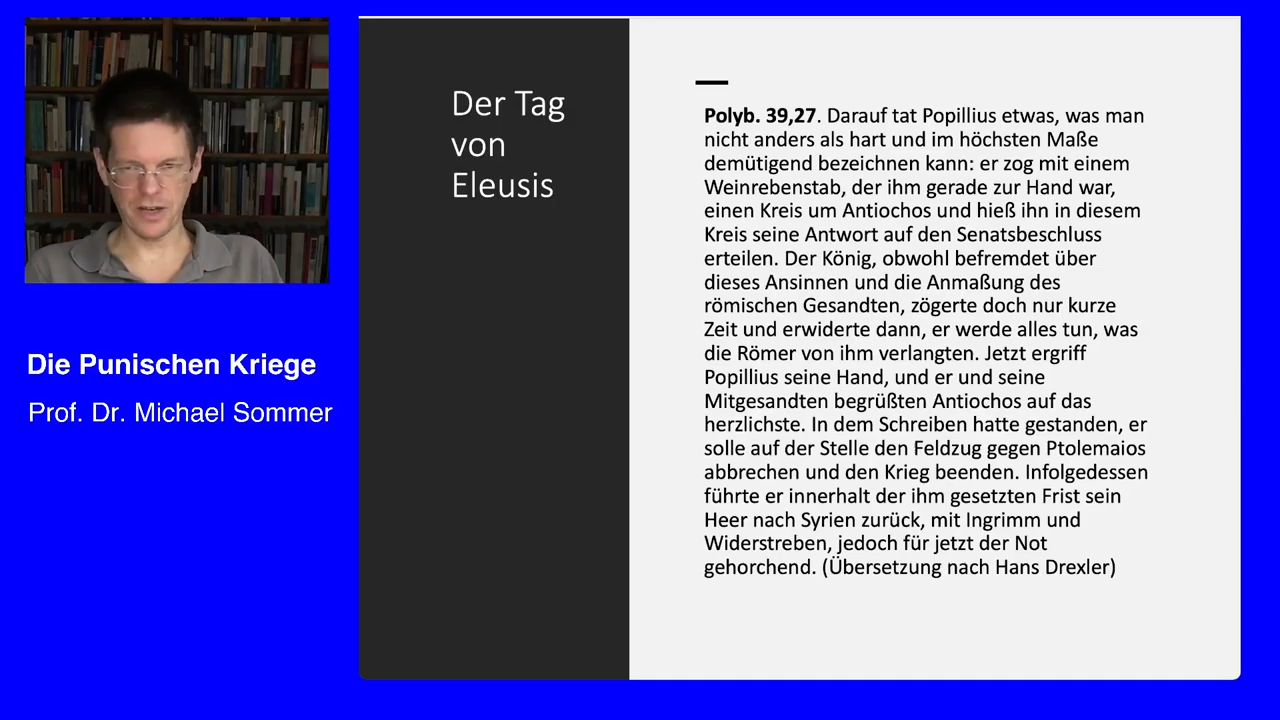 Die Punischen Kriege
Prof. Dr. Michael Sommer
Der Tag
von
Eleusis
Polyb. 39,27. Darauf tat Popillius etwas, was man
nicht anders als hart und im höchsten Maße
demütigend bezeichnen kann: er zog mit einem
Weinrebenstab, der ihm gerade zur Hand war,
einen Kreis um Antiochos und hieß ihn in diesem
Kreis seine Antwort auf den Senatsbeschluss
erteilen. Der König, obwohl befremdet über
dieses Ansinnen und die Anmaßung des
römischen Gesandten, zögerte doch nur kurze
Zeit und erwiderte dann, er werde alles tun, was
die Römer von ihm verlangten. Jetzt ergriff
Popillius seine Hand, und er und seine
Mitgesandten begrüßten Antiochos auf das
herzlichste. In dem Schreiben hatte gestanden, er
solle auf der Stelle den Feldzug gegen Ptolemaios
abbrechen und den Krieg beenden. Infolgedessen
führte er innerhalt der ihm gesetzten Frist sein
Heer nach Syrien zurück, mit Ingrimm und
Widerstreben, jedoch für jetzt der Not
gehorchend. (Übersetzung nach Hans Drexler)